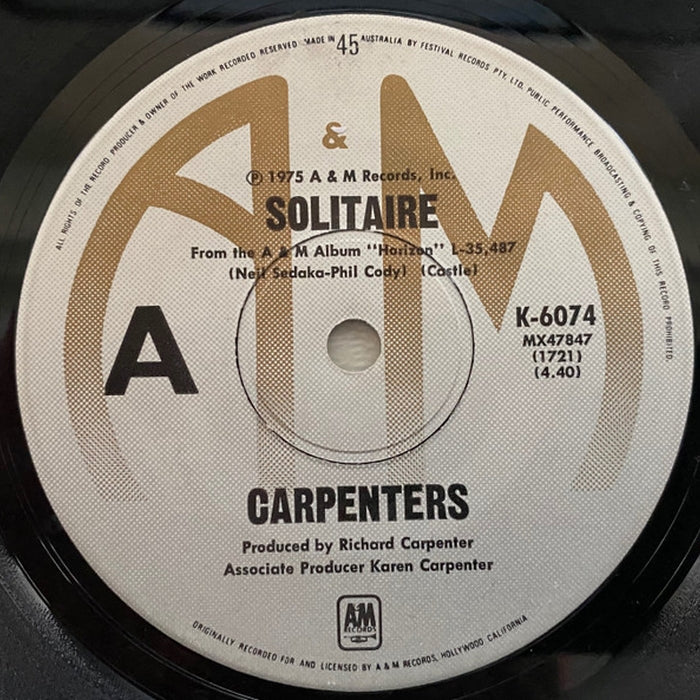 ALL RIGHTS OF THE RECORD PRODUCER & OWNER OF THE WORK RECORDED RESERVED MADE IN 45 AUSTRALIA BY FESTIVAL RECORDS PTY. LTD. PUBLIC PERFORMANCE BROADCASTING & COPYING OF THIS RECORD PROHIBITED.
A & M
℗ 1975 A & M Records, Inc.
SOLITAIRE
From the A & M Album "Horizon" L-35,487
(Neil Sedaka-Phil Cody) (Castle)
A
K-6074
MX47847
(1721)
(4.40)
CARPENTERS
Produced by Richard Carpenter
Associate Producer Karen Carpenter
A&M
RECORDS
ORIGINALLY RECORDED FOR AND LICENSED BY A & M RECORDS, HOLLYWOOD CALIFORNIA